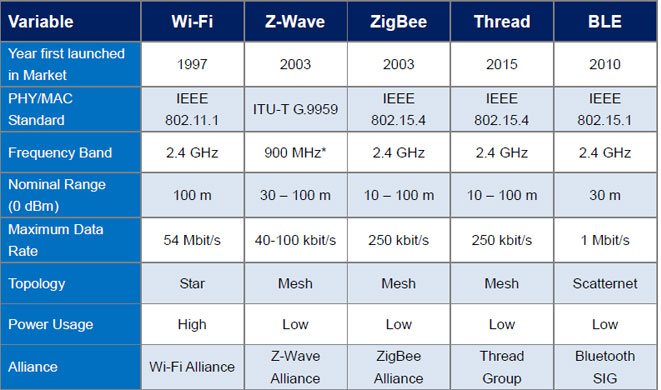 Variable Wi-Fi Z-Wave ZigBee Thread BLE
Year first launched
in Market 1997 2003 2003 2015 2010
PHY/MAC
Standard IEEE
802.11.1 ITU-T G.9959 IEEE
802.15.4 IEEE
802.15.4 IEEE
802.15.1
Frequency Band 2.4 GHz 900 MHz* 2.4 GHz 2.4 GHz 2.4 GHz
Nominal Range
(0 dBm) 100 m 30 – 100 m 10 – 100 m 10 – 100 m 30 m
Maximum Data
Rate 54 Mbit/s 40-100 kbit/s 250 kbit/s 250 kbit/s 1 Mbit/s
Topology Star Mesh Mesh Mesh Scatternet
Power Usage High Low Low Low Low
Alliance Wi-Fi Alliance Z-Wave
Alliance ZigBee
Alliance Thread
Group Bluetooth
SIG